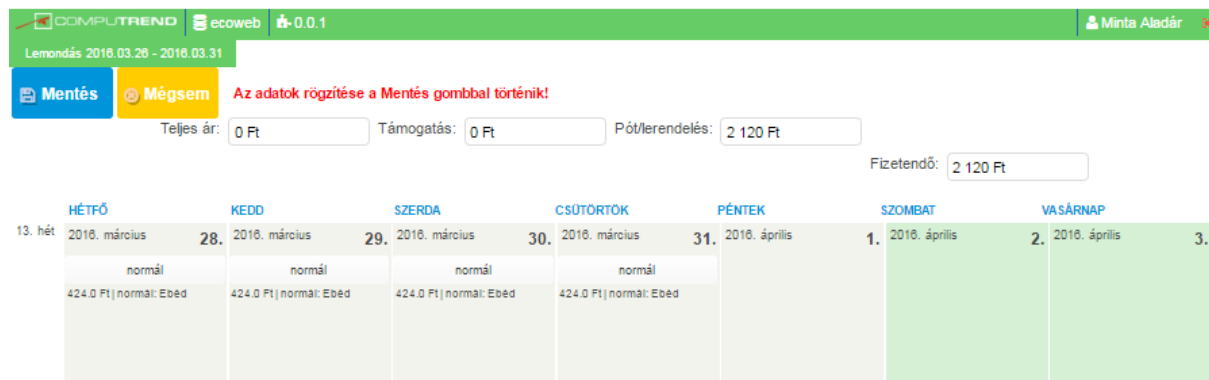 COMPUTREND ecoweb 0.0.1 Minta Aladár
Lemondás 2016.03.26 - 2016.03.31
Mentés Mégsem Az adatok rögzítése a Mentés gombbal történik!
Teljes ár: 0 Ft Támogatás: 0 Ft Pót/lerendelés: 2 120 Ft
Fizetendő: 2 120 Ft
HÉTFŐ KEDD SZERDA CSÜTÖRTÖK PÉNTEK SZOMBAT VASÁRNAP
13. hét 2016. március 28. 2016. március 29. 2016. március 30. 2016. március 31. 2016. április 1. 2016. április 2. 2016. április 3.
normál normál normál normál
424.0 Ft | normál: Ebéd 424.0 Ft | normál: Ebéd 424.0 Ft | normál: Ebéd 424.0 Ft | normál: Ebéd